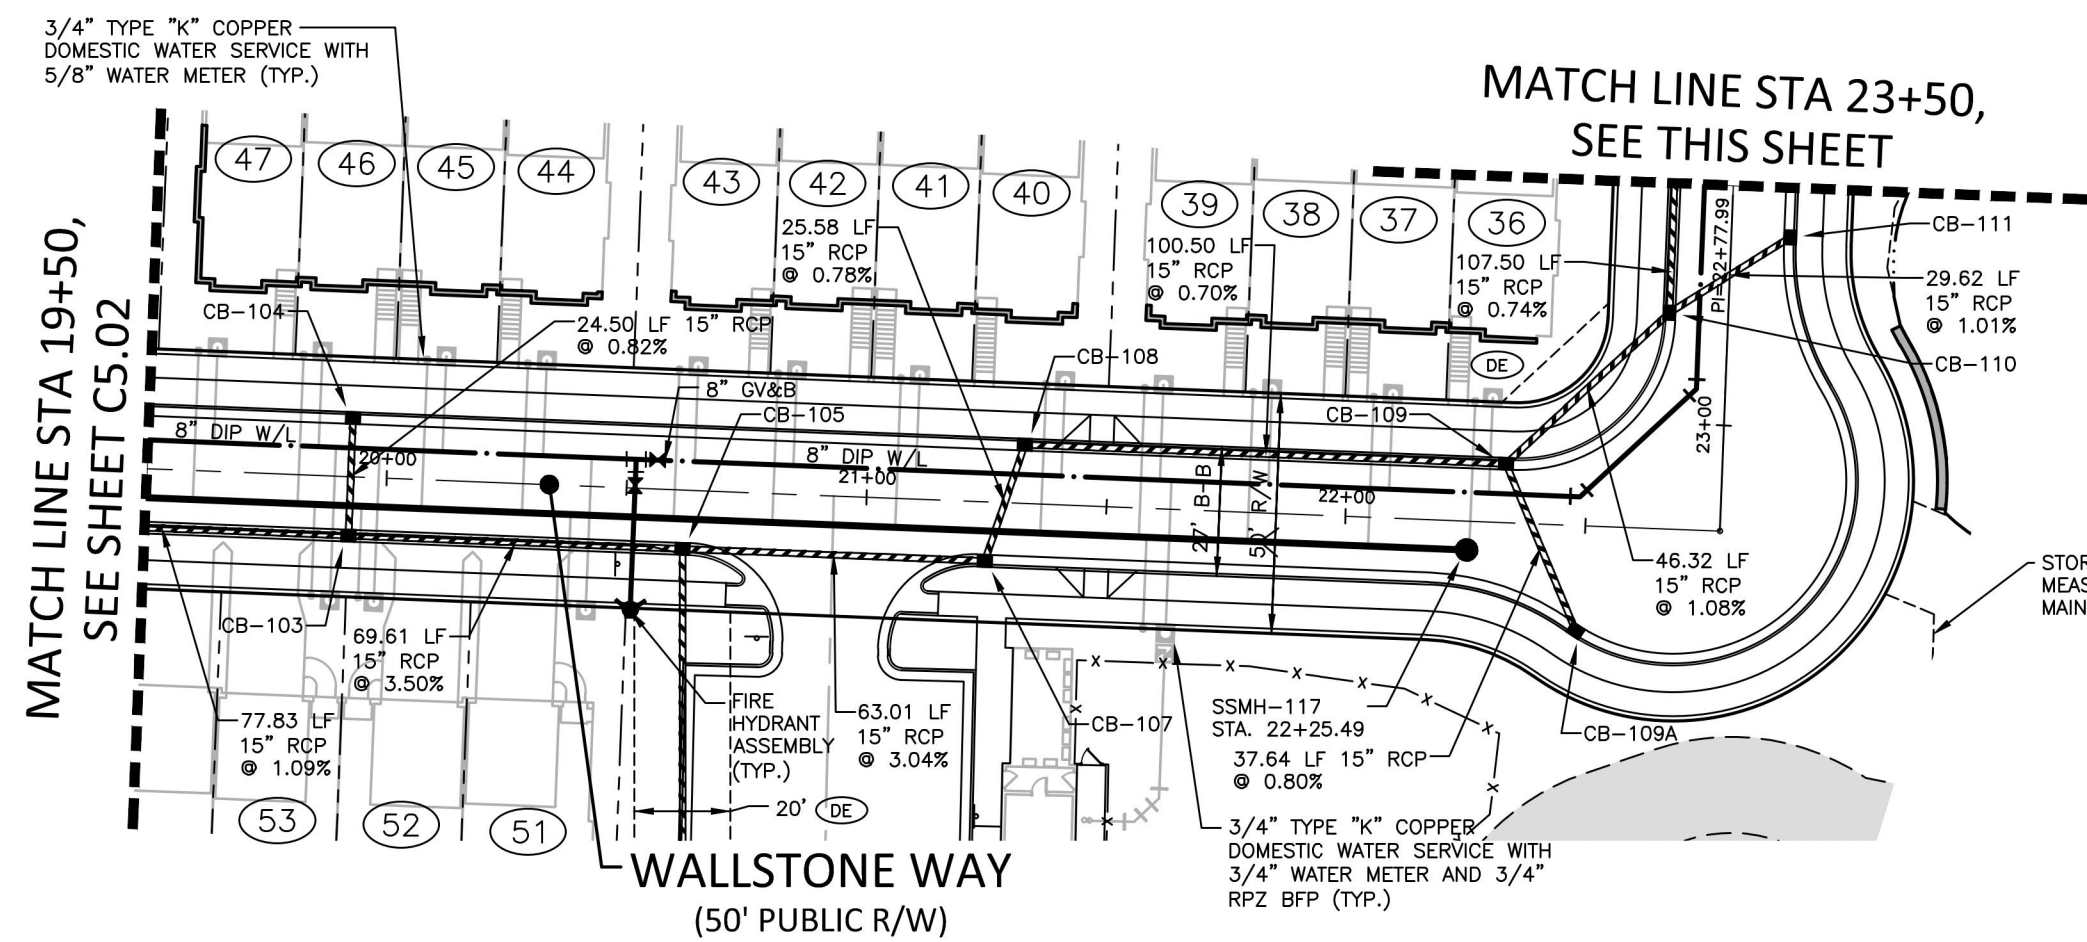 3/4" TYPE "K" COPPER
DOMESTIC WATER SERVICE WITH
5/8" WATER METER (TYP.)
MATCH LINE STA 23+50,
SEE THIS SHEET
MATCH LINE STA 19+50,
SEE SHEET C5.02
47
46
45
44
43
42
41
40
39
38
37
36
25.58 LF
15" RCP
@ 0.78%
100.50 LF
15" RCP
@ 0.70%
107.50 LF
15" RCP
@ 0.74%
PI=22+77.99
CB-111
29.62 LF
15" RCP
@ 1.01%
CB-110
CB-104
24.50 LF 15" RCP
@ 0.82%
CB-108
DE
8" GV&B
CB-105
CB-109
23+00
8" DIP W/L
20+00
8" DIP W/L
21+00
27' B-B
50' R/W
22+00
46.32 LF
15" RCP
@ 1.08%
STOR
MEAS
MAIN
CB-103
69.61 LF
15" RCP
@ 3.50%
77.83 LF
15" RCP
@ 1.09%
FIRE
HYDRANT
ASSEMBLY
(TYP.)
63.01 LF
15" RCP
@ 3.04%
CB-107
SSMH-117
STA. 22+25.49
37.64 LF 15" RCP
@ 0.80%
CB-109A
x
x
x
x
x
x
x
x
x
x
20'
DE
53
52
51
3/4" TYPE "K" COPPER
DOMESTIC WATER SERVICE WITH
3/4" WATER METER AND 3/4"
RPZ BFP (TYP.)
WALLSTONE WAY
(50' PUBLIC R/W)